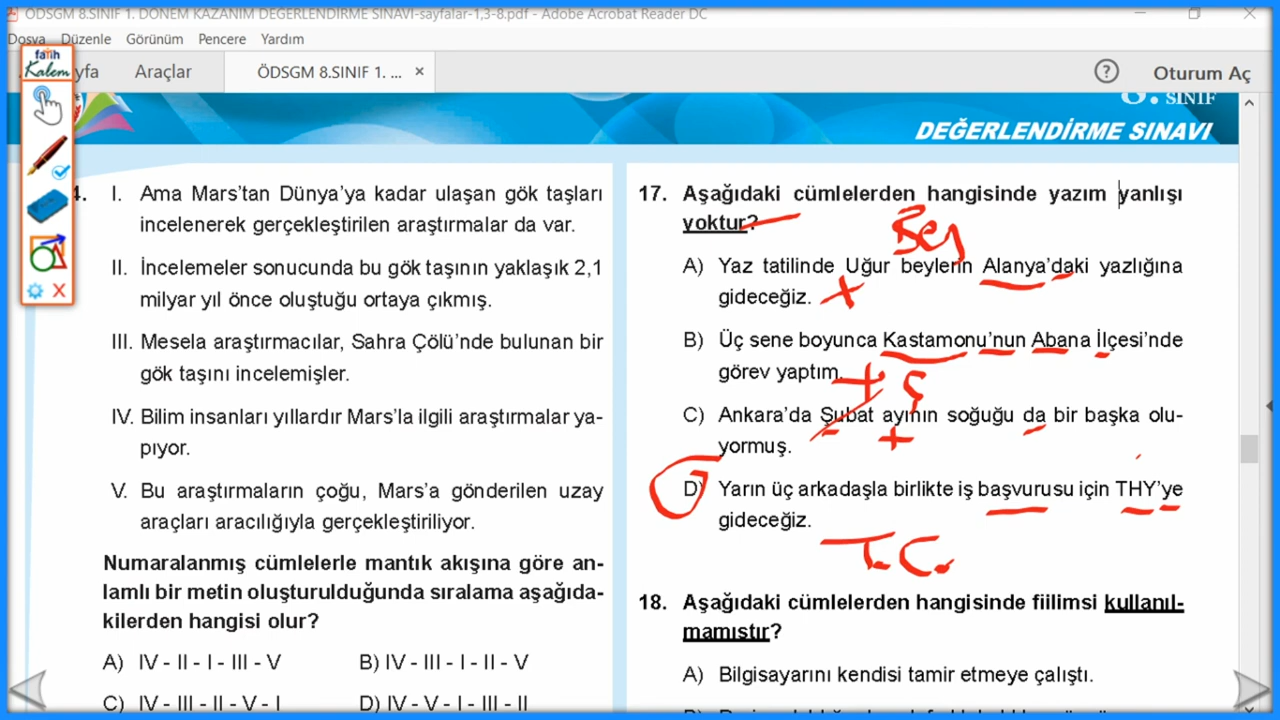 ÖDSGM 8.SINIF 1. DÖNEM KAZANIM DEĞERLENDİRME SINAVI-sayfalar-1,3-8.pdf - Adobe Acrobat Reader DC
Dosya Düzenle Görünüm Pencere Yardım
fatih
Kalem
yfa Araçlar ÖDSGM 8.SINIF 1. ... × ? Oturum Aç
8. SINIF
DEĞERLENDİRME SINAVI
4. I. Ama Mars’tan Dünya’ya kadar ulaşan gök taşları
incelenerek gerçekleştirilen araştırmalar da var.
II. İncelemeler sonucunda bu gök taşının yaklaşık 2,1
milyar yıl önce oluştuğu ortaya çıkmış.
III. Mesela araştırmacılar, Sahra Çölü’nde bulunan bir
gök taşını incelemişler.
IV. Bilim insanları yıllardır Mars’la ilgili araştırmalar ya-
pıyor.
V. Bu araştırmaların çoğu, Mars’a gönderilen uzay
araçları aracılığıyla gerçekleştiriliyor.
Numaralanmış cümlelerle mantık akışına göre an-
lamlı bir metin oluşturulduğunda sıralama aşağıda-
kilerden hangisi olur?
A) IV - II - I - III - V B) IV - III - I - II - V
C) IV - III - II - V - I D) IV - V - I - III - II
17. Aşağıdaki cümlelerden hangisinde yazım yanlışı
yoktur?
Bey
A) Yaz tatilinde Uğur beylerin Alanya’daki yazlığına
gideceğiz.
B) Üç sene boyunca Kastamonu’nun Abana İlçesi’nde
görev yaptım.
ş
C) Ankara’da Şubat ayının soğuğu da bir başka olu-
yormuş.
D) Yarın üç arkadaşla birlikte iş başvurusu için THY’ye
gideceğiz.
T.C.
18. Aşağıdaki cümlelerden hangisinde fiilimsi kullanıl-
mamıştır?
A) Bilgisayarını kendisi tamir etmeye çalıştı.